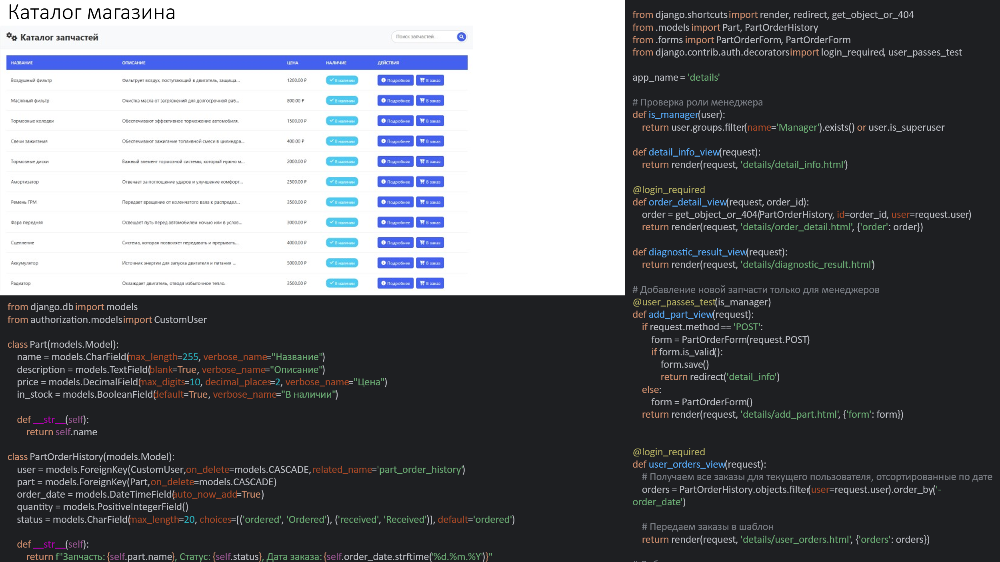 Каталог магазина
Каталог запчастей
Поиск запчастей...
НАЗВАНИЕ ОПИСАНИЕ ЦЕНА НАЛИЧИЕ ДЕЙСТВИЯ
Воздушный фильтр Фильтрует воздух, поступающий в двигатель, защища... 1200.00 ₽ В наличии Подробнее В заказ
Масляный фильтр Очистка масла от загрязнений для долгосрочной раб... 800.00 ₽ В наличии Подробнее В заказ
Тормозные колодки Обеспечивают эффективное торможение автомобиля. 1500.00 ₽ В наличии Подробнее В заказ
Свечи зажигания Обеспечивают зажигание топливной смеси в цилиндра... 400.00 ₽ В наличии Подробнее В заказ
Тормозные диски Важный элемент тормозной системы, который нужно м... 2000.00 ₽ В наличии Подробнее В заказ
Амортизатор Отвечает за поглощение ударов и улучшение комфорт... 2500.00 ₽ В наличии Подробнее В заказ
Ремень ГРМ Передает вращение от коленчатого вала к распредел... 3500.00 ₽ В наличии Подробнее В заказ
Фара передняя Освещает путь перед автомобилем ночью или в услов... 3000.00 ₽ В наличии Подробнее В заказ
Сцепление Система, которая позволяет передавать и прерывать... 4000.00 ₽ В наличии Подробнее В заказ
Аккумулятор Источник энергии для запуска двигателя и питания ... 5000.00 ₽ В наличии Подробнее В заказ
Радиатор Охлаждает двигатель, отводя избыточное тепло. 3500.00 ₽ В наличии Подробнее В заказ
from django.db import models
from authorization.models import CustomUser
class Part(models.Model):
name = models.CharField(max_length=255, verbose_name="Название")
description = models.TextField(blank=True, verbose_name="Описание")
price = models.DecimalField(max_digits=10, decimal_places=2, verbose_name="Цена")
in_stock = models.BooleanField(default=True, verbose_name="В наличии")
def __str__(self):
return self.name
class PartOrderHistory(models.Model):
user = models.ForeignKey(CustomUser,on_delete=models.CASCADE,related_name='part_order_history')
part = models.ForeignKey(Part,on_delete=models.CASCADE)
order_date = models.DateTimeField(auto_now_add=True)
quantity = models.PositiveIntegerField()
status = models.CharField(max_length=20, choices=[('ordered', 'Ordered'), ('received', 'Received')], default='ordered')
def __str__(self):
return f"Запчасть: {self.part.name}, Статус: {self.status}, Дата заказа: {self.order_date.strftime('%d.%m.%Y')}"
from django.shortcuts import render, redirect, get_object_or_404
from .models import Part, PartOrderHistory
from .forms import PartOrderForm, PartOrderForm
from django.contrib.auth.decorators import login_required, user_passes_test
app_name = 'details'
# Проверка роли менеджера
def is_manager(user):
return user.groups.filter(name='Manager').exists() or user.is_superuser
def detail_info_view(request):
return render(request, 'details/detail_info.html')
@login_required
def order_detail_view(request, order_id):
order = get_object_or_404(PartOrderHistory, id=order_id, user=request.user)
return render(request, 'details/order_detail.html', {'order': order})
def diagnostic_result_view(request):
return render(request, 'details/diagnostic_result.html')
# Добавление новой запчасти только для менеджеров
@user_passes_test(is_manager)
def add_part_view(request):
if request.method == 'POST':
form = PartOrderForm(request.POST)
if form.is_valid():
form.save()
return redirect('detail_info')
else:
form = PartOrderForm()
return render(request, 'details/add_part.html', {'form': form})
@login_required
def user_orders_view(request):
# Получаем все заказы для текущего пользователя, отсортированные по дате
orders = PartOrderHistory.objects.filter(user=request.user).order_by('-
order_date')
# Передаем заказы в шаблон
return render(request, 'details/user_orders.html', {'orders': orders})